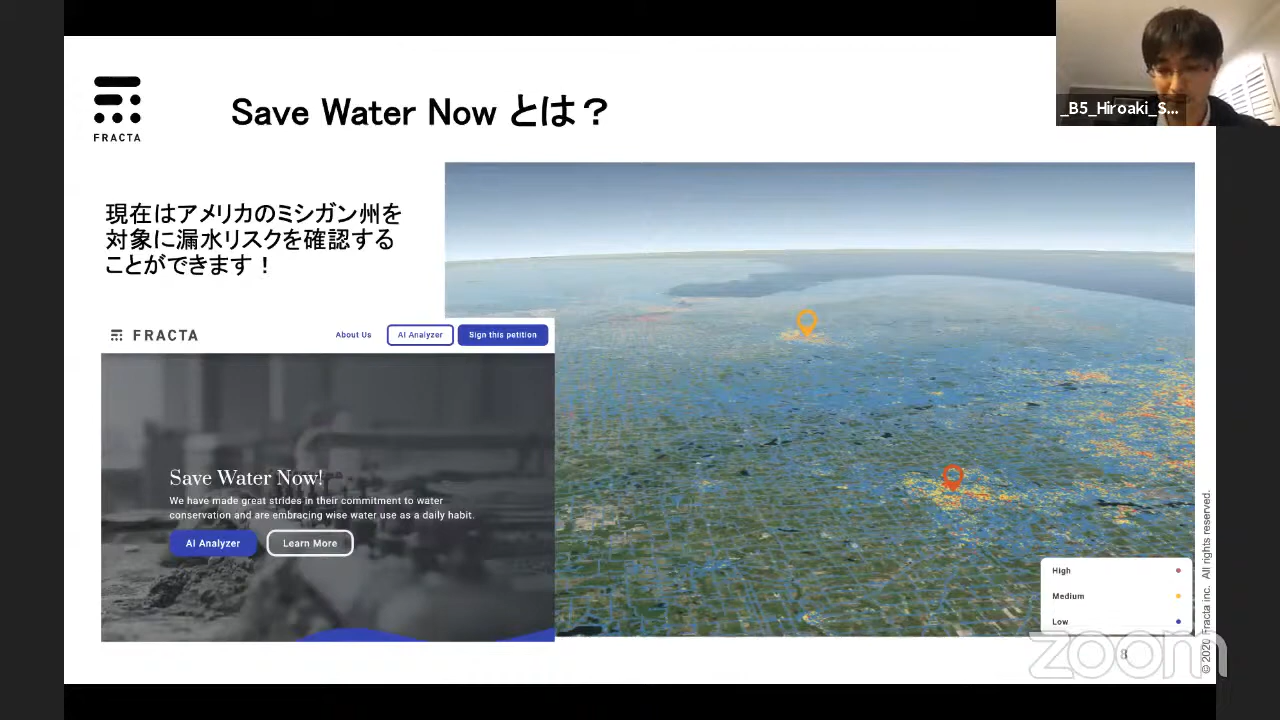 FRACTA
Save Water Now とは？
_B5_Hiroaki_S...
現在はアメリカのミシガン州を
対象に漏水リスクを確認する
ことができます！
FRACTA
About Us
AI Analyzer
Sign this petition
Save Water Now!
We have made great strides in their commitment to water
conservation and are embracing wise water use as a daily habit.
AI Analyzer
Learn More
High
Medium
Low
© 2020 Fracta inc. All rights reserved.
8
zoom